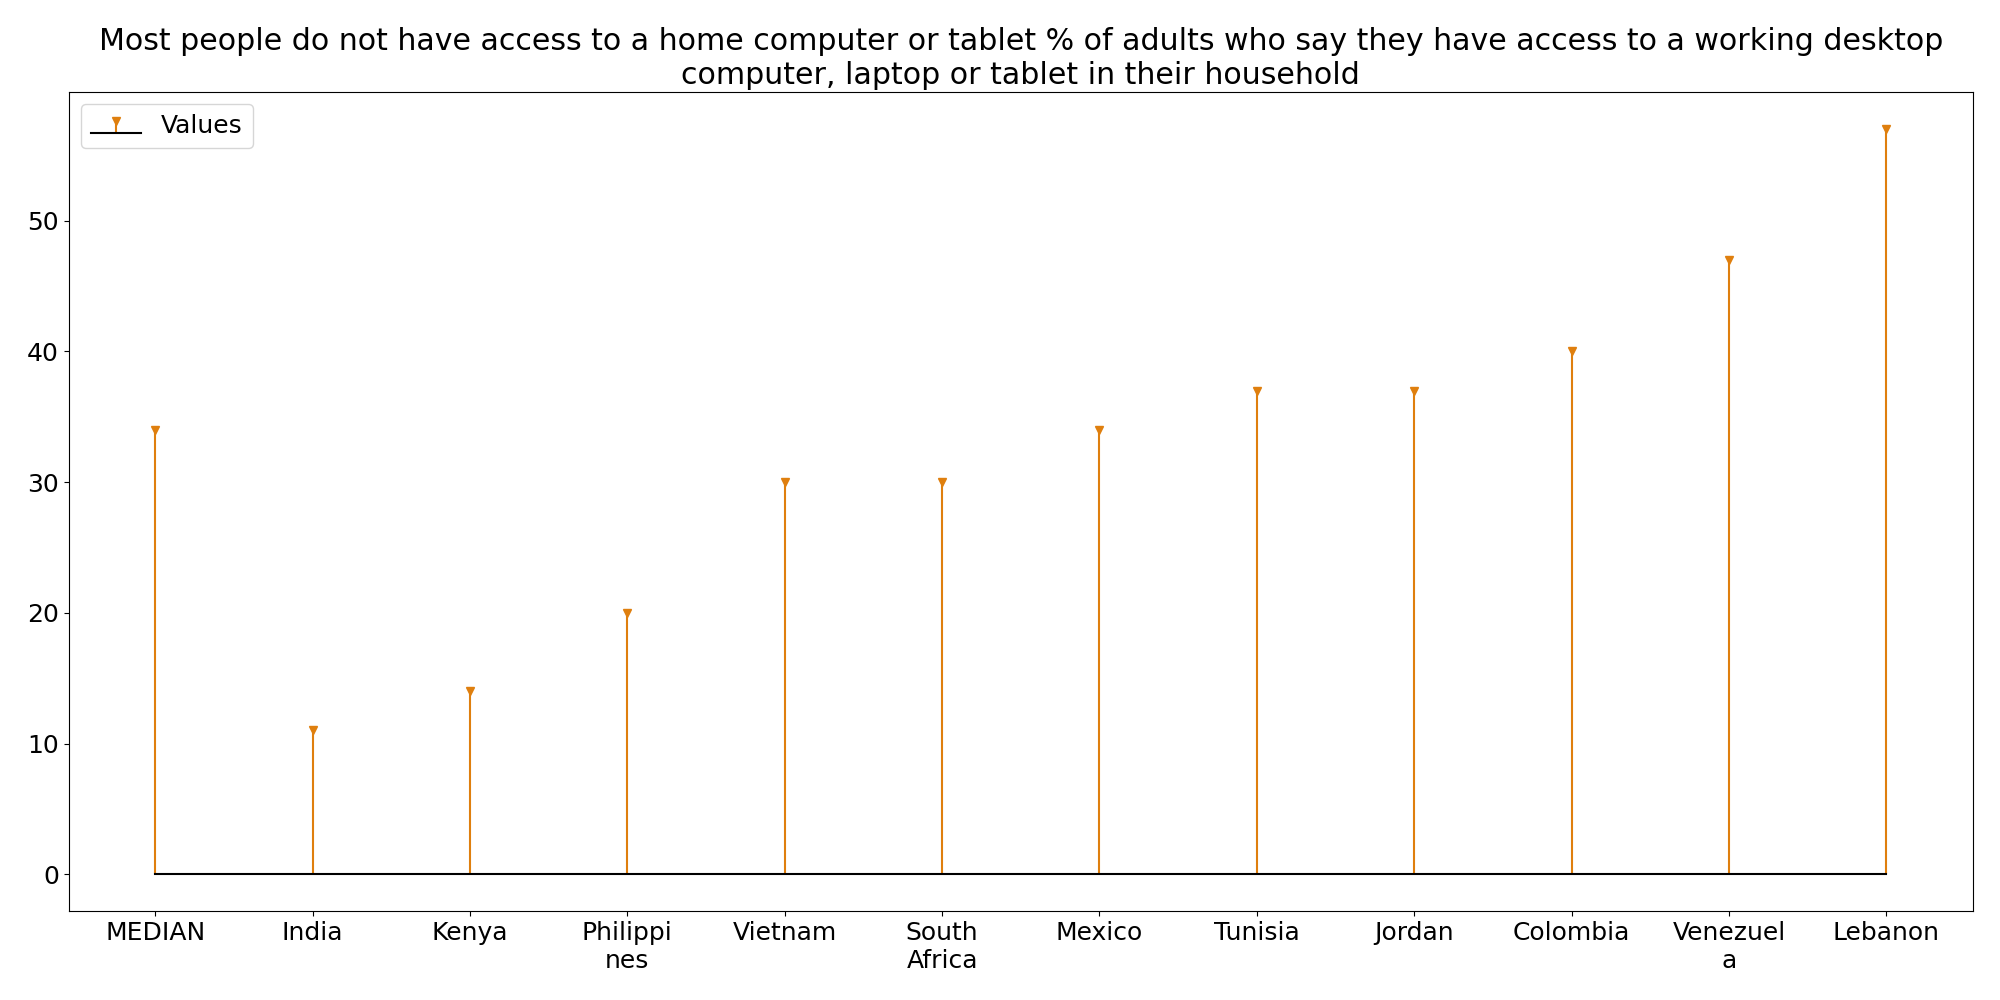 Most people do not have access to a home computer or tablet % of adults who say they have access to a working desktop
computer, laptop or tablet in their household
Values
50
40
30
20
10
0
MEDIAN India Kenya Philippi Vietnam South Mexico Tunisia Jordan Colombia Venezuel Lebanon
nes Africa a